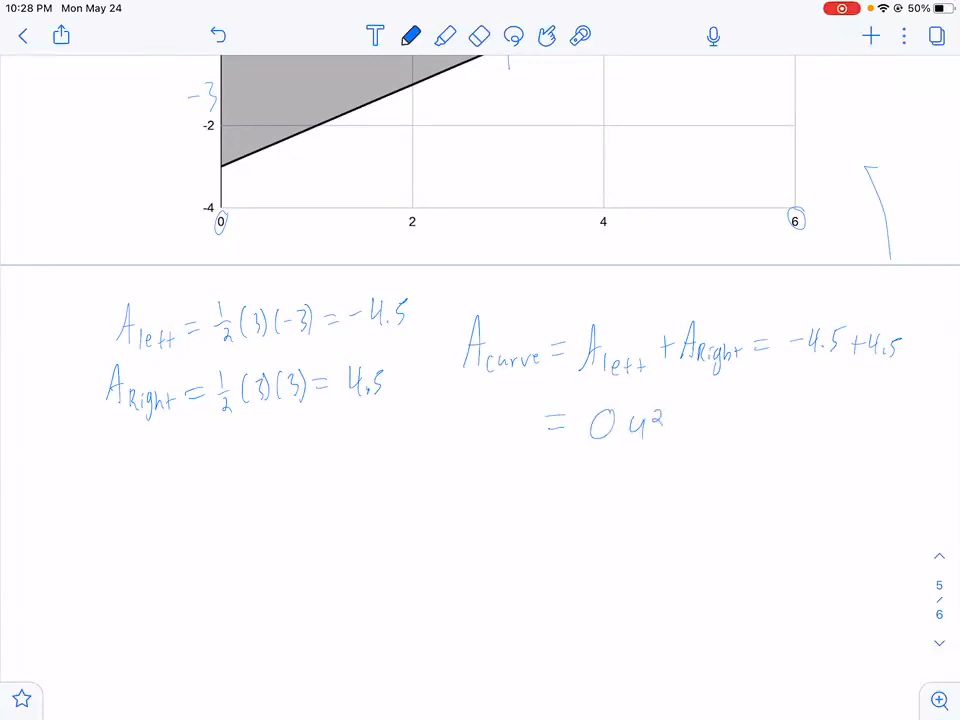 10:28 PM Mon May 24
50%
T
-3
-2
-4
0 2 4 6
A_left = 1/2 (3)(-3) = -4.5
A_Right = 1/2 (3)(3) = 4.5
A_curve = A_left + A_Right = -4.5 + 4.5
= 0 u²
5
/
6